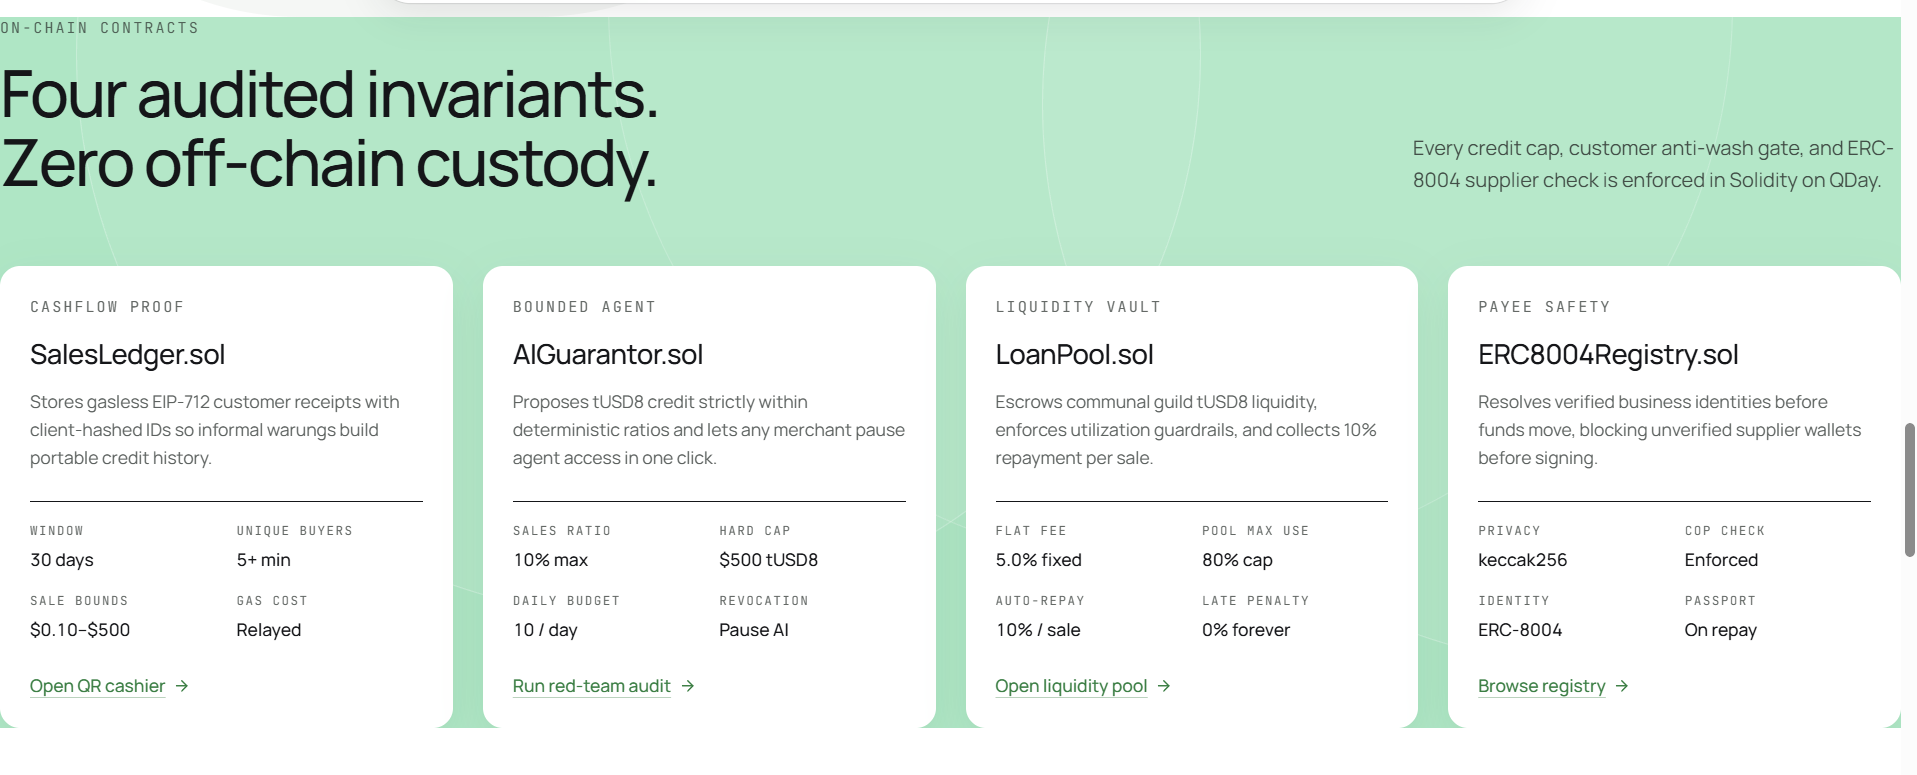 ON-CHAIN CONTRACTS
Four audited invariants.
Zero off-chain custody.
Every credit cap, customer anti-wash gate, and ERC-
8004 supplier check is enforced in Solidity on QDay.
CASHFLOW PROOF
SalesLedger.sol
Stores gasless EIP-712 customer receipts with
client-hashed IDs so informal warungs build
portable credit history.
WINDOW
30 days
UNIQUE BUYERS
5+ min
SALE BOUNDS
$0.10–$500
GAS COST
Relayed
Open QR cashier →
BOUNDED AGENT
AIGuarantor.sol
Proposes tUSD8 credit strictly within
deterministic ratios and lets any merchant pause
agent access in one click.
SALES RATIO
10% max
HARD CAP
$500 tUSD8
DAILY BUDGET
10 / day
REVOCATION
Pause AI
Run red-team audit →
LIQUIDITY VAULT
LoanPool.sol
Escrows communal guild tUSD8 liquidity,
enforces utilization guardrails, and collects 10%
repayment per sale.
FLAT FEE
5.0% fixed
POOL MAX USE
80% cap
AUTO-REPAY
10% / sale
LATE PENALTY
0% forever
Open liquidity pool →
PAYEE SAFETY
ERC8004Registry.sol
Resolves verified business identities before
funds move, blocking unverified supplier wallets
before signing.
PRIVACY
keccak256
COP CHECK
Enforced
IDENTITY
ERC-8004
PASSPORT
On repay
Browse registry →